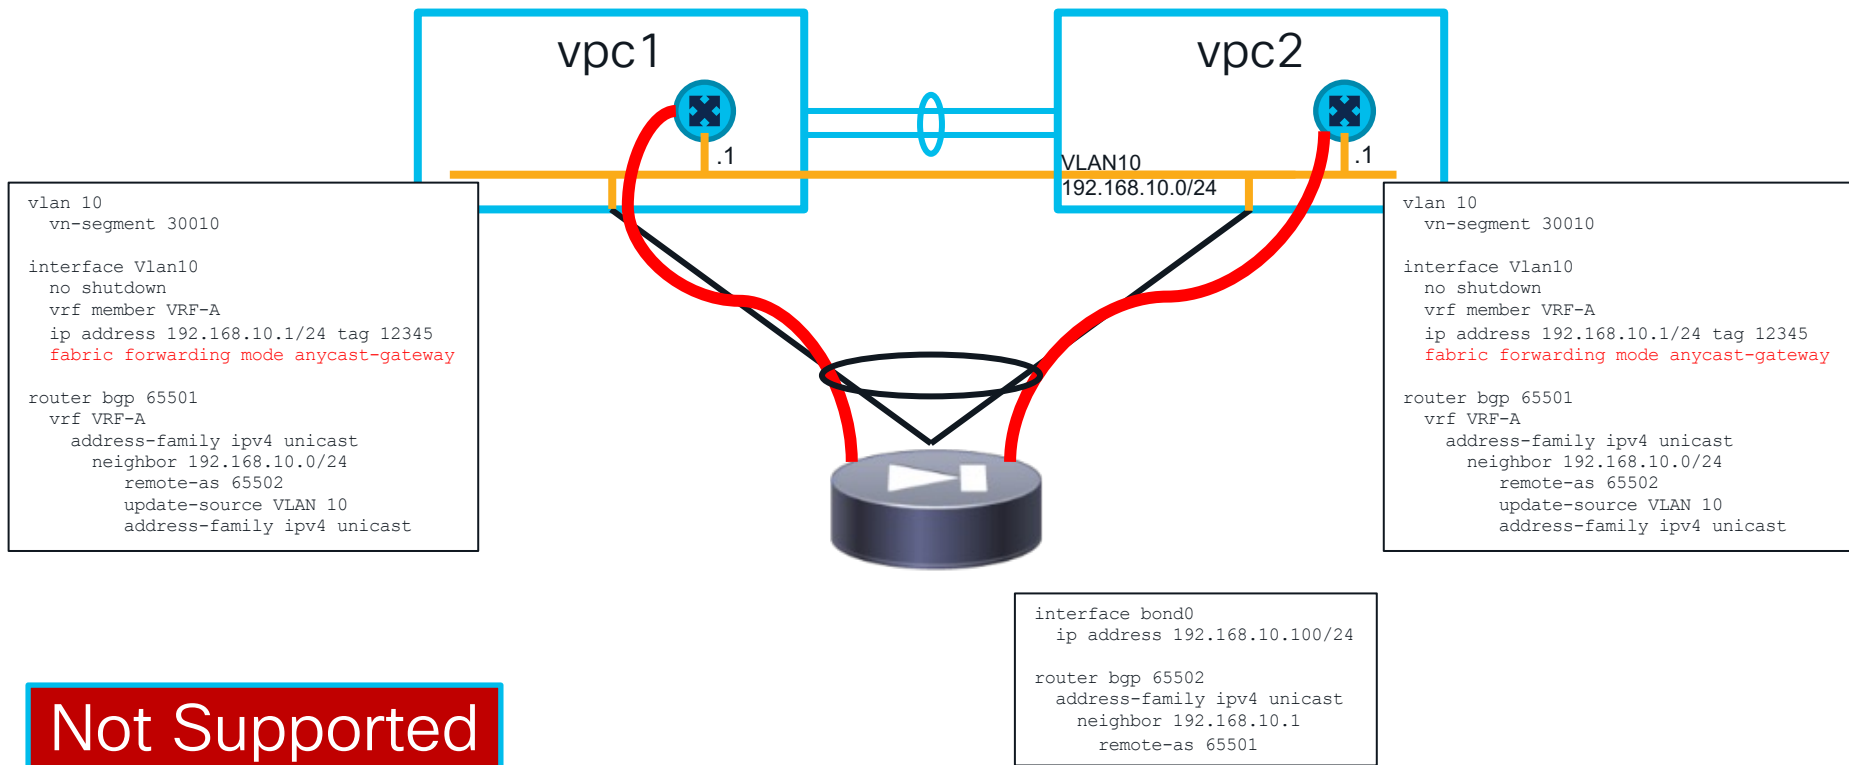 vpc1
vpc2
.1
.1
VLAN10
192.168.10.0/24
vlan 10
vn-segment 30010
interface Vlan10
no shutdown
vrf member VRF-A
ip address 192.168.10.1/24 tag 12345
fabric forwarding mode anycast-gateway
router bgp 65501
vrf VRF-A
address-family ipv4 unicast
neighbor 192.168.10.0/24
remote-as 65502
update-source VLAN 10
address-family ipv4 unicast
vlan 10
vn-segment 30010
interface Vlan10
no shutdown
vrf member VRF-A
ip address 192.168.10.1/24 tag 12345
fabric forwarding mode anycast-gateway
router bgp 65501
vrf VRF-A
address-family ipv4 unicast
neighbor 192.168.10.0/24
remote-as 65502
update-source VLAN 10
address-family ipv4 unicast
interface bond0
ip address 192.168.10.100/24
router bgp 65502
address-family ipv4 unicast
neighbor 192.168.10.1
remote-as 65501
Not Supported